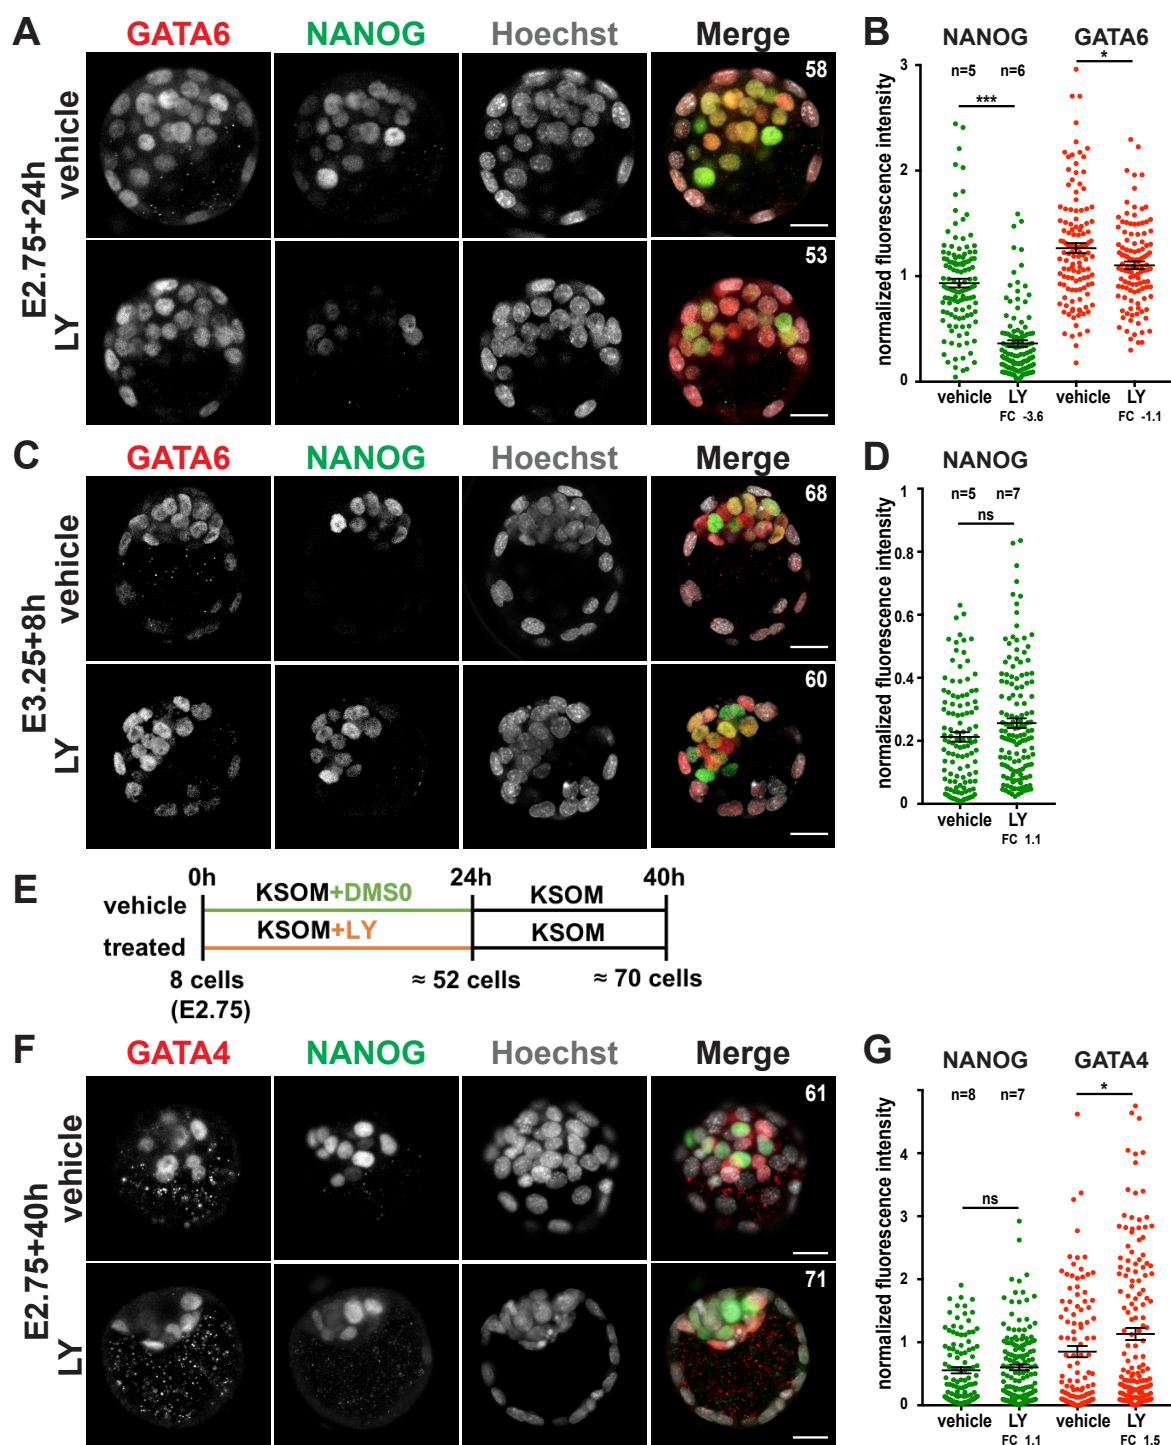 A
GATA6 NANOG Hoechst Merge
E2.75+24h
vehicle
58
LY
53
B
NANOG GATA6
normalized fluorescence intensity
3
2
1
0
n=5 n=6
***
*
vehicle LY vehicle LY
FC -3.6 FC -1.1
C
GATA6 NANOG Hoechst Merge
E3.25+8h
vehicle
68
LY
60
D
NANOG
normalized fluorescence intensity
1
0.8
0.6
0.4
0.2
0
n=5 n=7
ns
vehicle LY
FC 1.1
E
0h 24h 40h
vehicle KSOM+DMS0 KSOM
treated KSOM+LY KSOM
8 cells ≈ 52 cells ≈ 70 cells
(E2.75)
F
GATA4 NANOG Hoechst Merge
E2.75+40h
vehicle
61
LY
71
G
NANOG GATA4
normalized fluorescence intensity
5
4
3
2
1
0
n=8 n=7
ns
*
vehicle LY vehicle LY
FC 1.1 FC 1.5